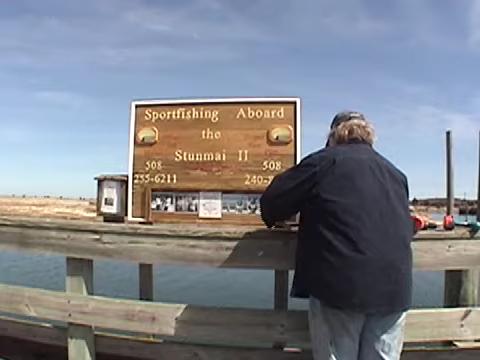 Sportfishing Aboard
the
Stunmai II
508 508
255-6211 240-